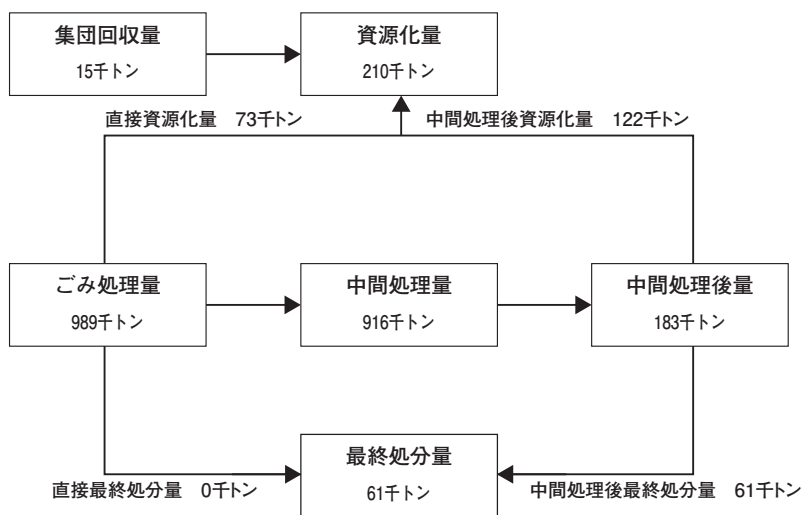 集団回収量
15千トン
資源化量
210千トン
直接資源化量 73千トン
中間処理後資源化量 122千トン
ごみ処理量
989千トン
中間処理量
916千トン
中間処理後量
183千トン
直接最終処分量 0千トン
最終処分量
61千トン
中間処理後最終処分量 61千トン